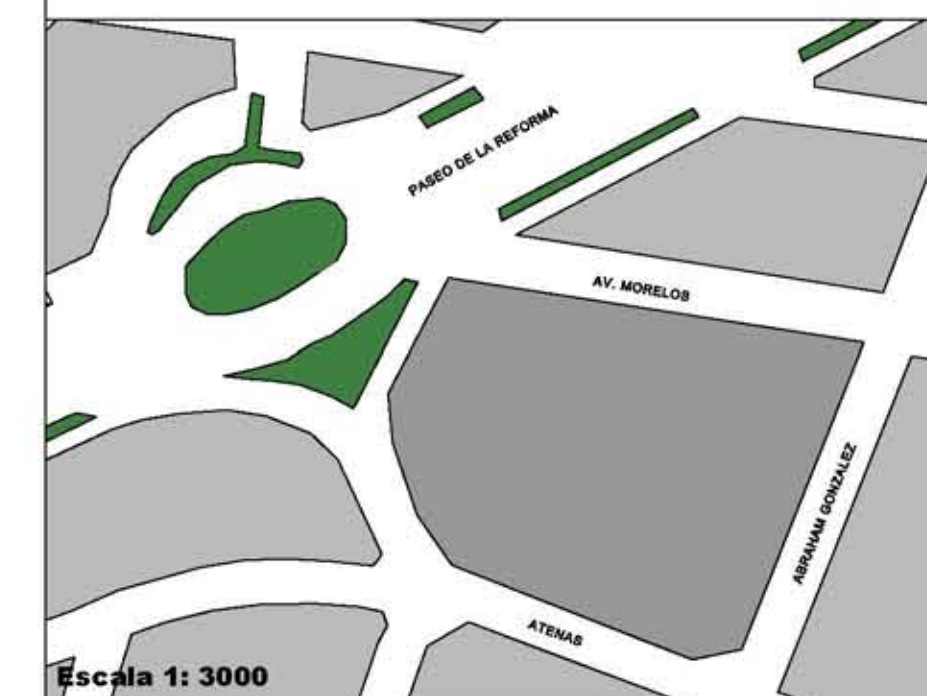 PASEO DE LA REFORMA
AV. MORELOS
ABRAHAM GONZALEZ
ATENAS
Escala 1: 3000